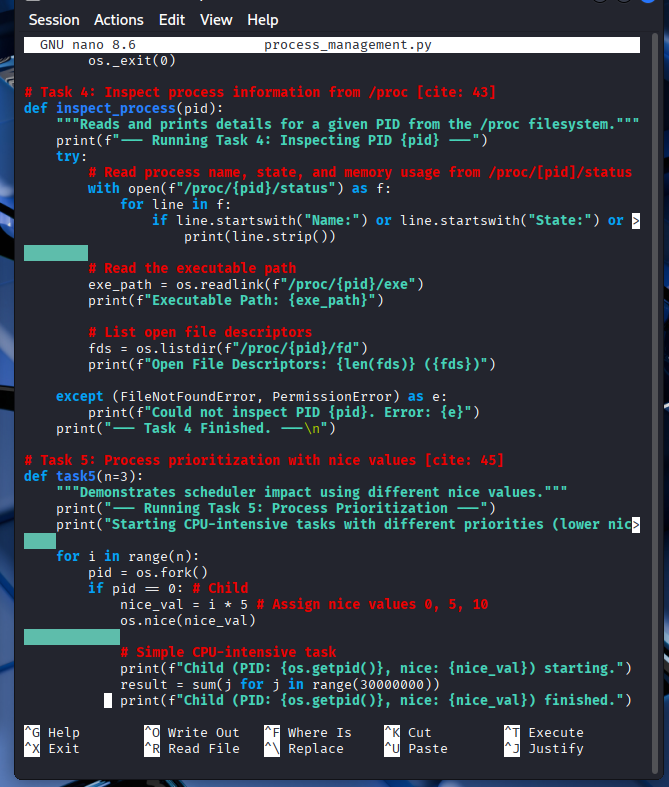 Session Actions Edit View Help
GNU nano 8.6 process_management.py
        os._exit(0)

# Task 4: Inspect process information from /proc [cite: 43]
def inspect_process(pid):
    """Reads and prints details for a given PID from the /proc filesystem."""
    print(f"--- Running Task 4: Inspecting PID {pid} ---")
    try:
        # Read process name, state, and memory usage from /proc/[pid]/status
        with open(f"/proc/{pid}/status") as f:
            for line in f:
                if line.startswith("Name:") or line.startswith("State:") or >
                    print(line.strip())

        # Read the executable path
        exe_path = os.readlink(f"/proc/{pid}/exe")
        print(f"Executable Path: {exe_path}")

        # List open file descriptors
        fds = os.listdir(f"/proc/{pid}/fd")
        print(f"Open File Descriptors: {len(fds)} ({fds})")

    except (FileNotFoundError, PermissionError) as e:
        print(f"Could not inspect PID {pid}. Error: {e}")
    print("--- Task 4 Finished. ---\n")

# Task 5: Process prioritization with nice values [cite: 45]
def task5(n=3):
    """Demonstrates scheduler impact using different nice values."""
    print("--- Running Task 5: Process Prioritization ---")
    print("Starting CPU-intensive tasks with different priorities (lower nic>

    for i in range(n):
        pid = os.fork()
        if pid == 0: # Child
            nice_val = i * 5 # Assign nice values 0, 5, 10
            os.nice(nice_val)

            # Simple CPU-intensive task
            print(f"Child (PID: {os.getpid()}, nice: {nice_val}) starting.")
            result = sum(j for j in range(30000000))
            print(f"Child (PID: {os.getpid()}, nice: {nice_val}) finished.")

^G Help ^O Write Out ^F Where Is ^K Cut ^T Execute
^X Exit ^R Read File ^\ Replace ^U Paste ^J Justify